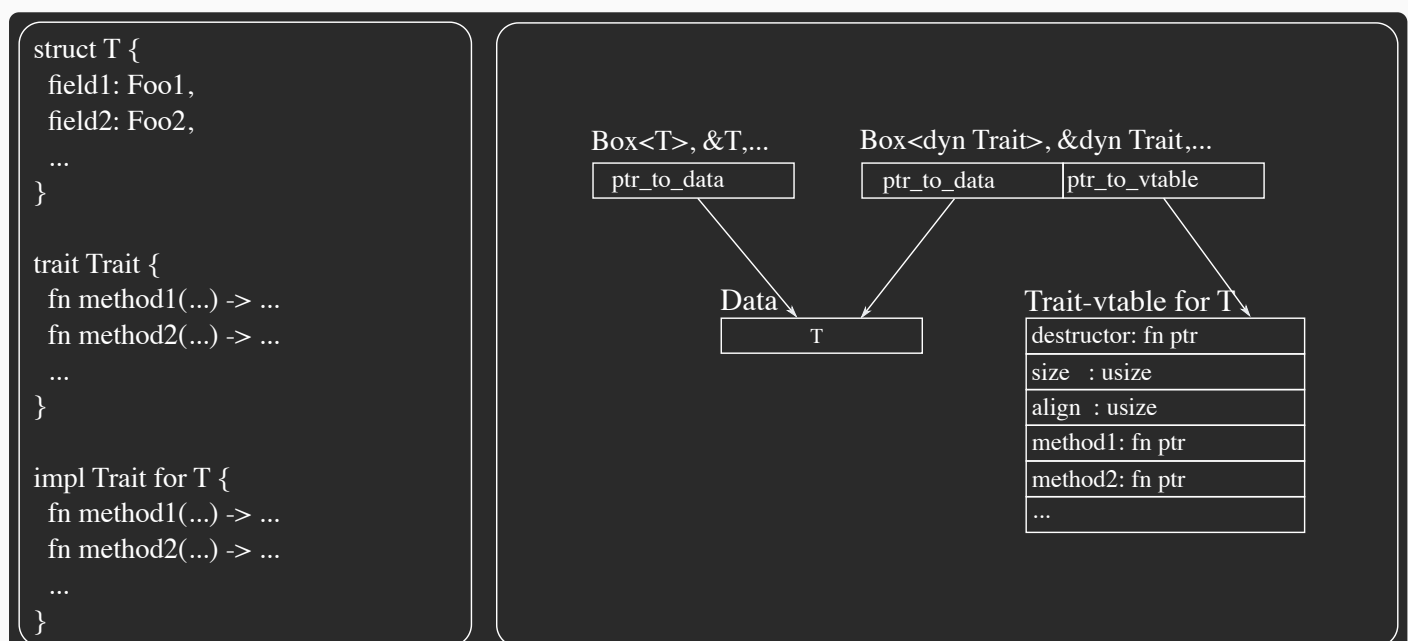 struct T {
field1: Foo1,
field2: Foo2,
...
}
trait Trait {
fn method1(...) -> ...
fn method2(...) -> ...
...
}
impl Trait for T {
fn method1(...) -> ...
fn method2(...) -> ...
...
}
Box<T>, &T,...
ptr_to_data
Box<dyn Trait>, &dyn Trait,...
ptr_to_data
ptr_to_vtable
Data
T
Trait-vtable for T
destructor: fn ptr
size : usize
align : usize
method1: fn ptr
method2: fn ptr
...